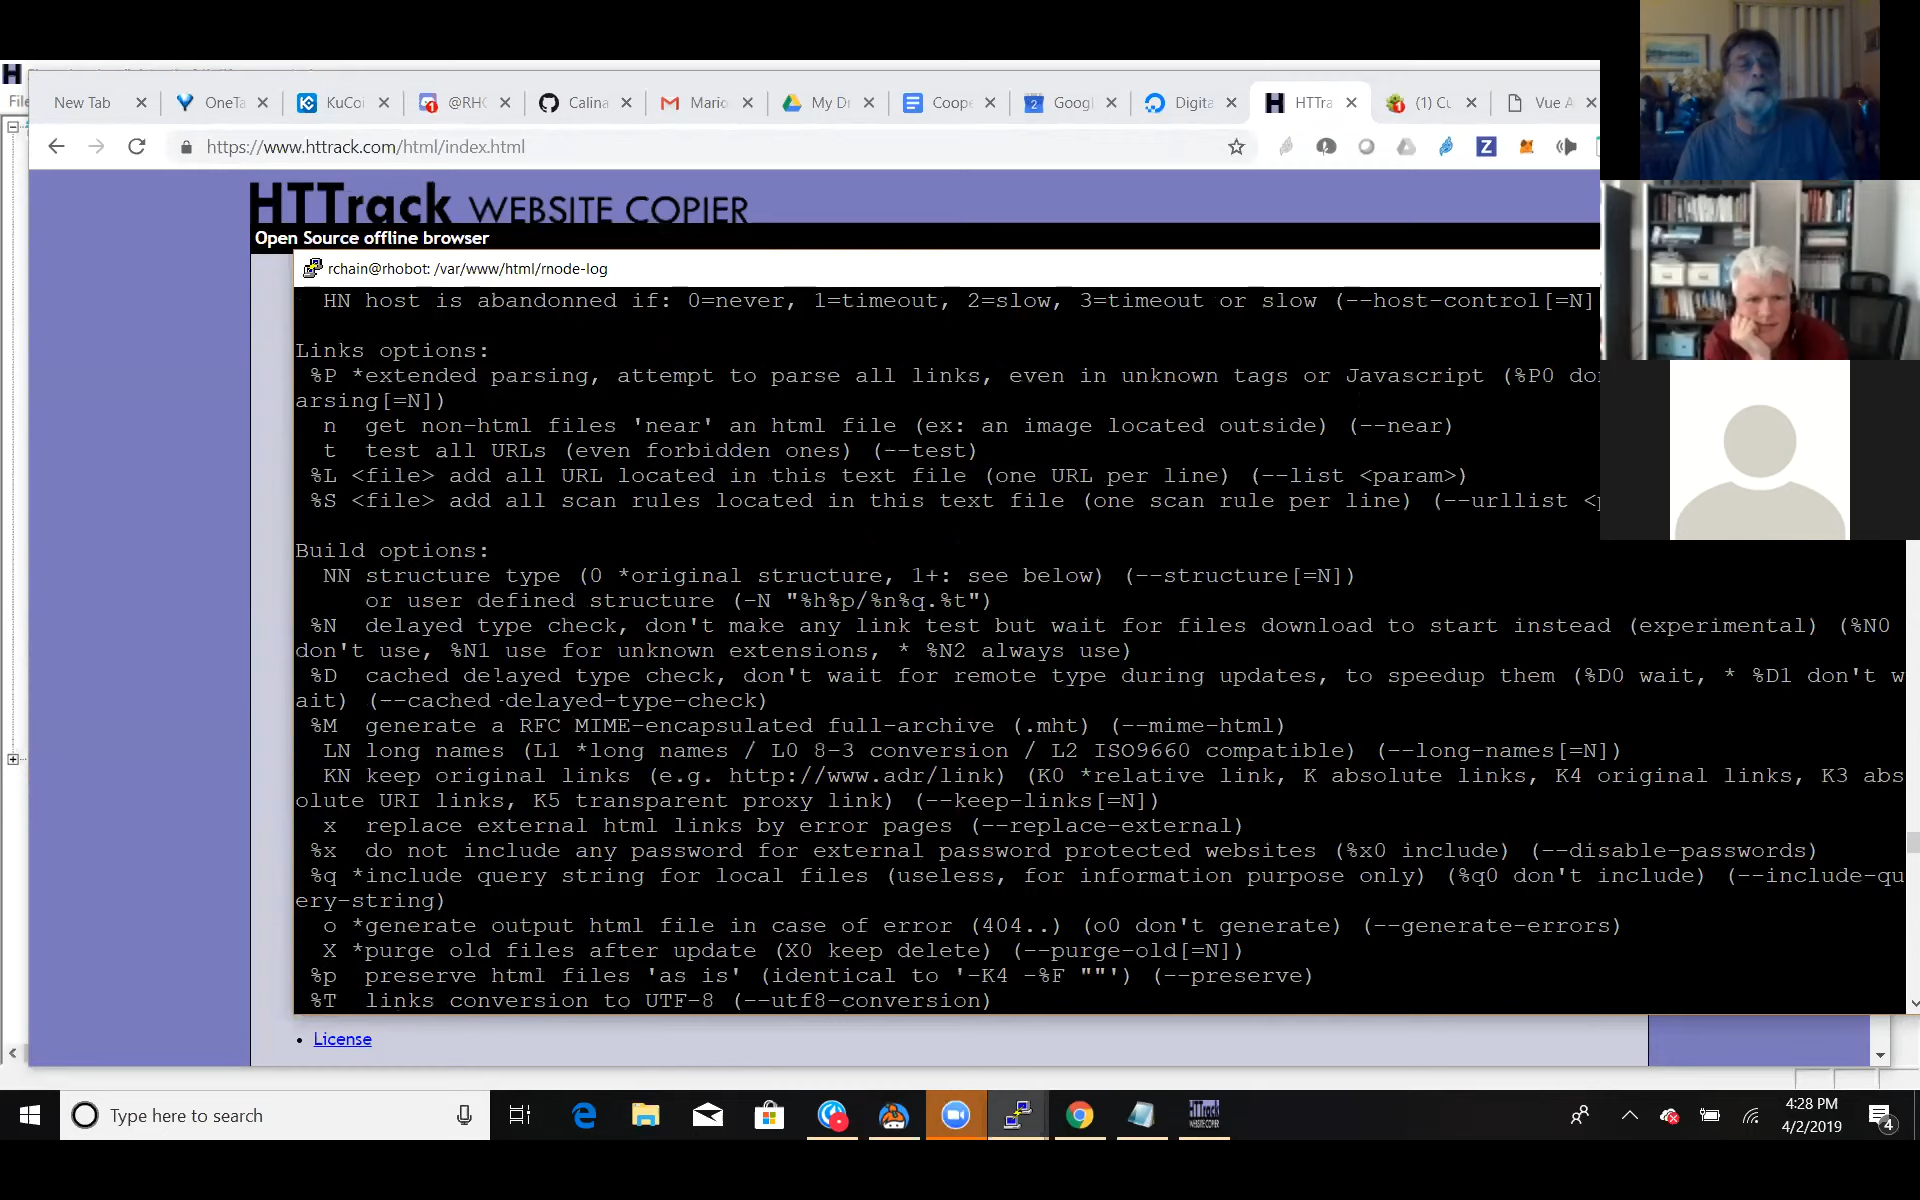 File
New Tab
OneTa
KuCoi
@RHC
Calina
Mario
My Dr
Coope
2
Googl
Digita
HTTra
(1) Cu
Vue A
https://www.httrack.com/html/index.html
Z
HTTrack WEBSITE COPIER
Open Source offline browser
rchain@rhobot: /var/www/html/rnode-log
HN host is abandonned if: 0=never, 1=timeout, 2=slow, 3=timeout or slow (--host-control[=N]
Links options:
%P *extended parsing, attempt to parse all links, even in unknown tags or Javascript (%P0 don
arsing[=N])
n get non-html files 'near' an html file (ex: an image located outside) (--near)
t test all URLs (even forbidden ones) (--test)
%L <file> add all URL located in this text file (one URL per line) (--list <param>)
%S <file> add all scan rules located in this text file (one scan rule per line) (--urllist <p
Build options:
NN structure type (0 *original structure, 1+: see below) (--structure[=N])
or user defined structure (-N "%h%p/%n%q.%t")
%N delayed type check, don't make any link test but wait for files download to start instead (experimental) (%N0
don't use, %N1 use for unknown extensions, * %N2 always use)
%D cached delayed type check, don't wait for remote type during updates, to speedup them (%D0 wait, * %D1 don't w
ait) (--cached-delayed-type-check)
%M generate a RFC MIME-encapsulated full-archive (.mht) (--mime-html)
LN long names (L1 *long names / L0 8-3 conversion / L2 ISO9660 compatible) (--long-names[=N])
KN keep original links (e.g. http://www.adr/link) (K0 *relative link, K absolute links, K4 original links, K3 abs
olute URI links, K5 transparent proxy link) (--keep-links[=N])
x replace external html links by error pages (--replace-external)
%x do not include any password for external password protected websites (%x0 include) (--disable-passwords)
%q *include query string for local files (useless, for information purpose only) (%q0 don't include) (--include-qu
ery-string)
o *generate output html file in case of error (404..) (o0 don't generate) (--generate-errors)
X *purge old files after update (X0 keep delete) (--purge-old[=N])
%p preserve html files 'as is' (identical to '-K4 -%F ""') (--preserve)
%T links conversion to UTF-8 (--utf8-conversion)
License
Type here to search
HTTrack
WEBSITE COPIER
4:28 PM
4/2/2019
4